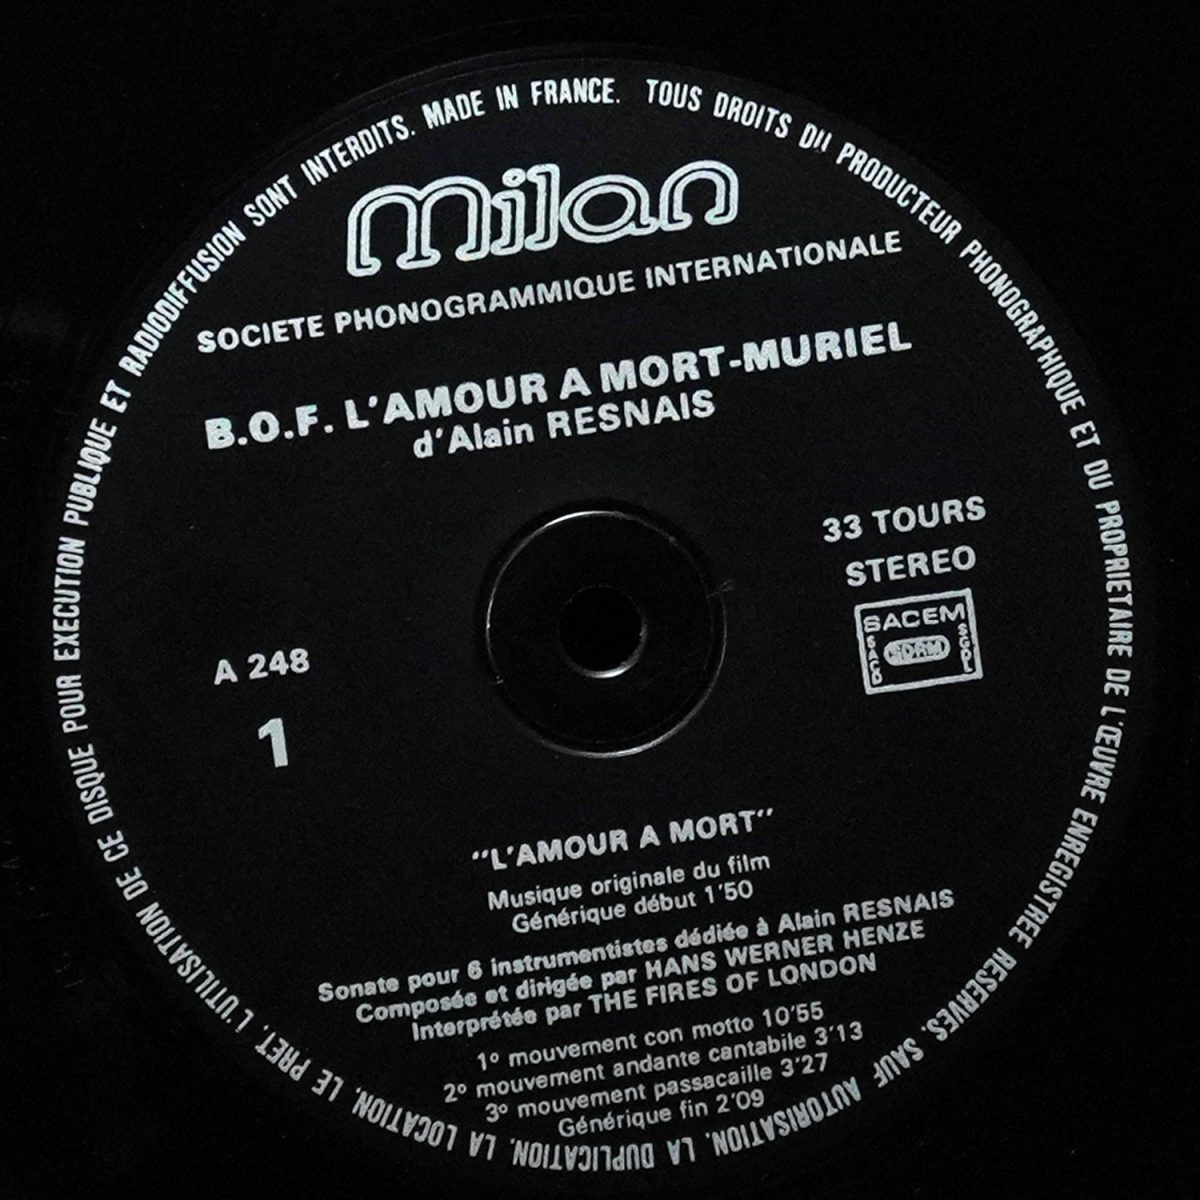 TOUS DROITS DU PRODUCTEUR PHONOGRAPHIQUE ET DU PROPRIETAIRE DE L'ŒUVRE ENREGISTREE RESERVES. SAUF AUTORISATION, LA DUPLICATION, LA LOCATION, LE PRET, L'UTILISATION DE CE DISQUE POUR EXECUTION PUBLIQUE ET RADIODIFFUSION SONT INTERDITS. MADE IN FRANCE.
milan
SOCIETE PHONOGRAMMIQUE INTERNATIONALE
B.O.F. L'AMOUR A MORT-MURIEL
d'Alain RESNAIS
33 TOURS
STEREO
SACEM
SACD
SDRM
SGDL
A 248
1
"L'AMOUR A MORT"
Musique originale du film
Générique début 1'50
Sonate pour 6 instrumentistes dédiée à Alain RESNAIS
Composée et dirigée par HANS WERNER HENZE
Interprétée par THE FIRES OF LONDON
1º mouvement con motto 10'55
2º mouvement andante cantabile 3'13
3º mouvement passacaille 3'27
Générique fin 2'09